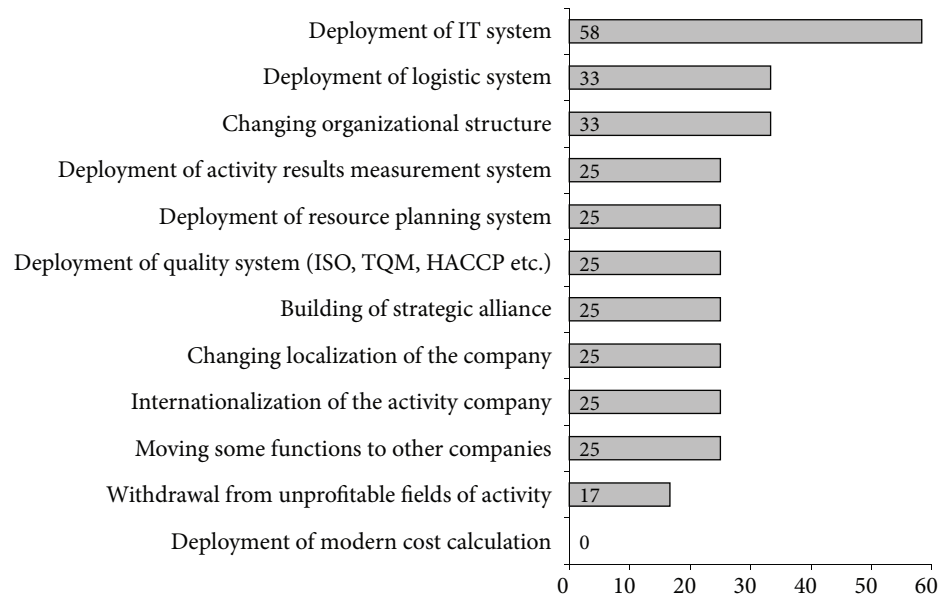 Deployment of IT system 58
Deployment of logistic system 33
Changing organizational structure 33
Deployment of activity results measurement system 25
Deployment of resource planning system 25
Deployment of quality system (ISO, TQM, HACCP etc.) 25
Building of strategic alliance 25
Changing localization of the company 25
Internationalization of the activity company 25
Moving some functions to other companies 25
Withdrawal from unprofitable fields of activity 17
Deployment of modern cost calculation 0
0 10 20 30 40 50 60